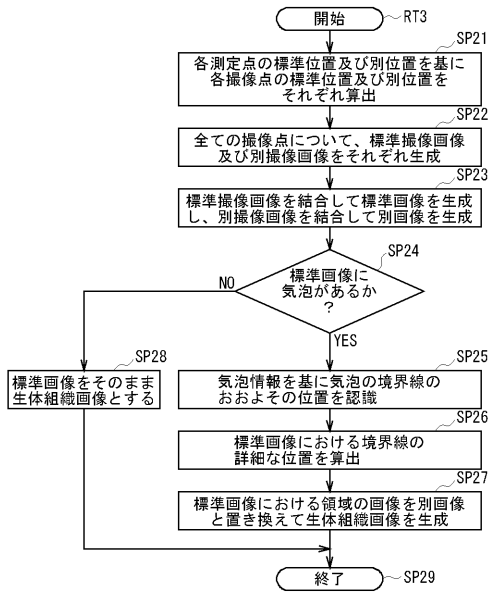 開始
RT3
SP21
各測定点の標準位置及び別位置を基に
各撮像点の標準位置及び別位置を
それぞれ算出
SP22
全ての撮像点について、標準撮像画像
及び別撮像画像をそれぞれ生成
SP23
標準撮像画像を結合して標準画像を生成
し、別撮像画像を結合して別画像を生成
SP24
標準画像に
気泡があるか
?
NO
YES
SP28
標準画像をそのまま
生体組織画像とする
SP25
気泡情報を基に気泡の境界線の
おおよその位置を認識
SP26
標準画像における境界線の
詳細な位置を算出
SP27
標準画像における領域の画像を別画像
と置き換えて生体組織画像を生成
終了
SP29